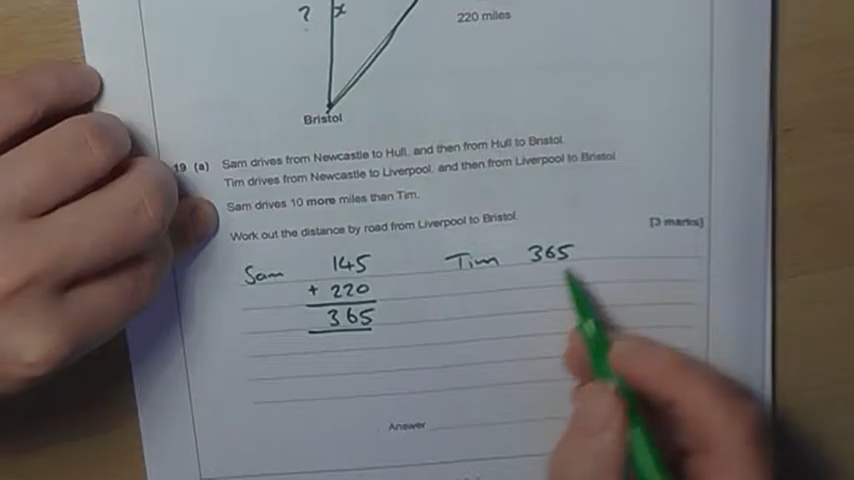 ? x
220 miles
Bristol
19 (a) Sam drives from Newcastle to Hull, and then from Hull to Bristol.
Tim drives from Newcastle to Liverpool, and then from Liverpool to Bristol
Sam drives 10 more miles than Tim.
Work out the distance by road from Liverpool to Bristol.
[3 marks]
Sam 145 Tim 365
+ 220
365
Answer